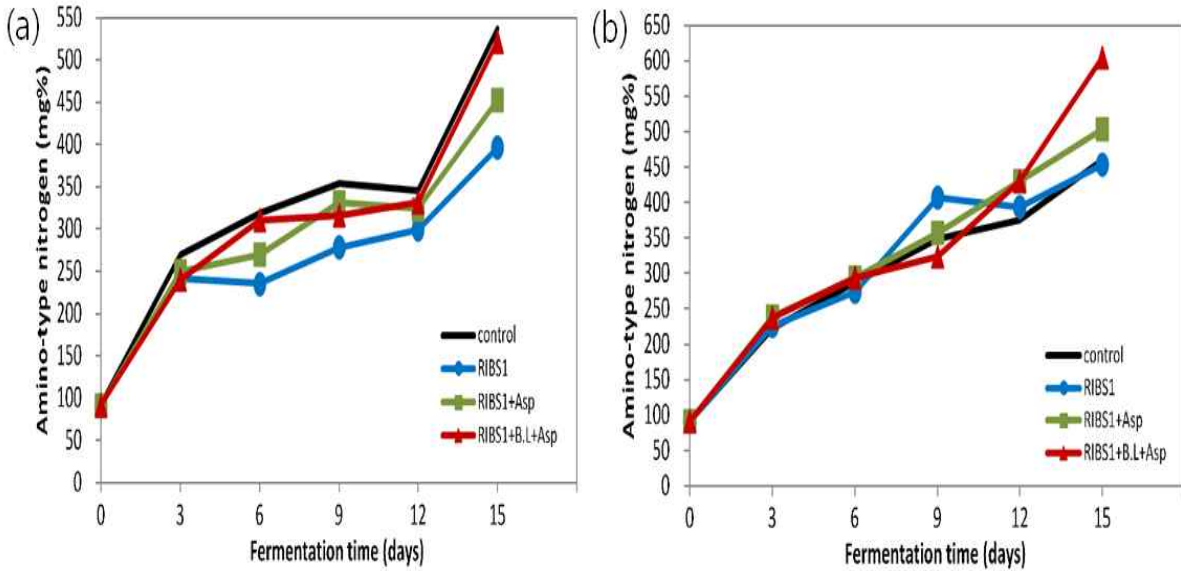 (a)
Amino-type nitrogen (mg%)
550
500
450
400
350
300
250
200
150
100
50
0
control
RIBS1
RIBS1+Asp
RIBS1+B.L+Asp
0 3 6 9 12 15
Fermentation time (days)
(b)
Amino-type nitrogen (mg%)
650
600
550
500
450
400
350
300
250
200
150
100
50
0
control
RIBS1
RIBS1+Asp
RIBS1+B.L+Asp
0 3 6 9 12 15
Fermentation time (days)